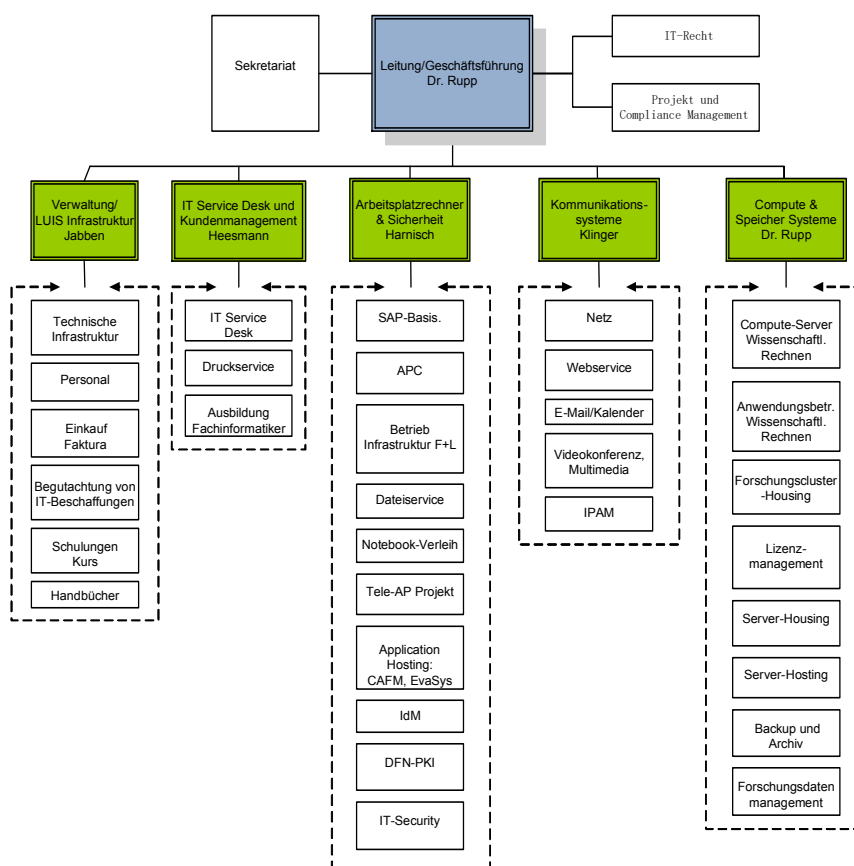 Sekretariat
Leitung/Geschäftsführung
Dr. Rupp
IT-Recht
Projekt und
Compliance Management
Verwaltung/
LUIS Infrastruktur
Jabben
IT Service Desk und
Kundenmanagement
Heesmann
Arbeitsplatzrechner
& Sicherheit
Harnisch
Kommunikations-
systeme
Klinger
Compute &
Speicher Systeme
Dr. Rupp
Technische
Infrastruktur
Personal
Einkauf
Faktura
Begutachtung von
IT-Beschaffungen
Schulungen
Kurs
Handbücher
IT Service
Desk
Druckservice
Ausbildung
Fachinformatiker
SAP-Basis.
APC
Betrieb
Infrastruktur F+L
Dateiservice
Notebook-Verleih
Tele-AP Projekt
Application
Hosting:
CAFM, EvaSys
IdM
DFN-PKI
IT-Security
Netz
Webservice
E-Mail/Kalender
Videokonferenz,
Multimedia
IPAM
Compute-Server
Wissenschaftl.
Rechnen
Anwendungsbetr.
Wissenschaftl.
Rechnen
Forschungscluster
-Housing
Lizenz-
management
Server-Housing
Server-Hosting
Backup und
Archiv
Forschungsdaten
management